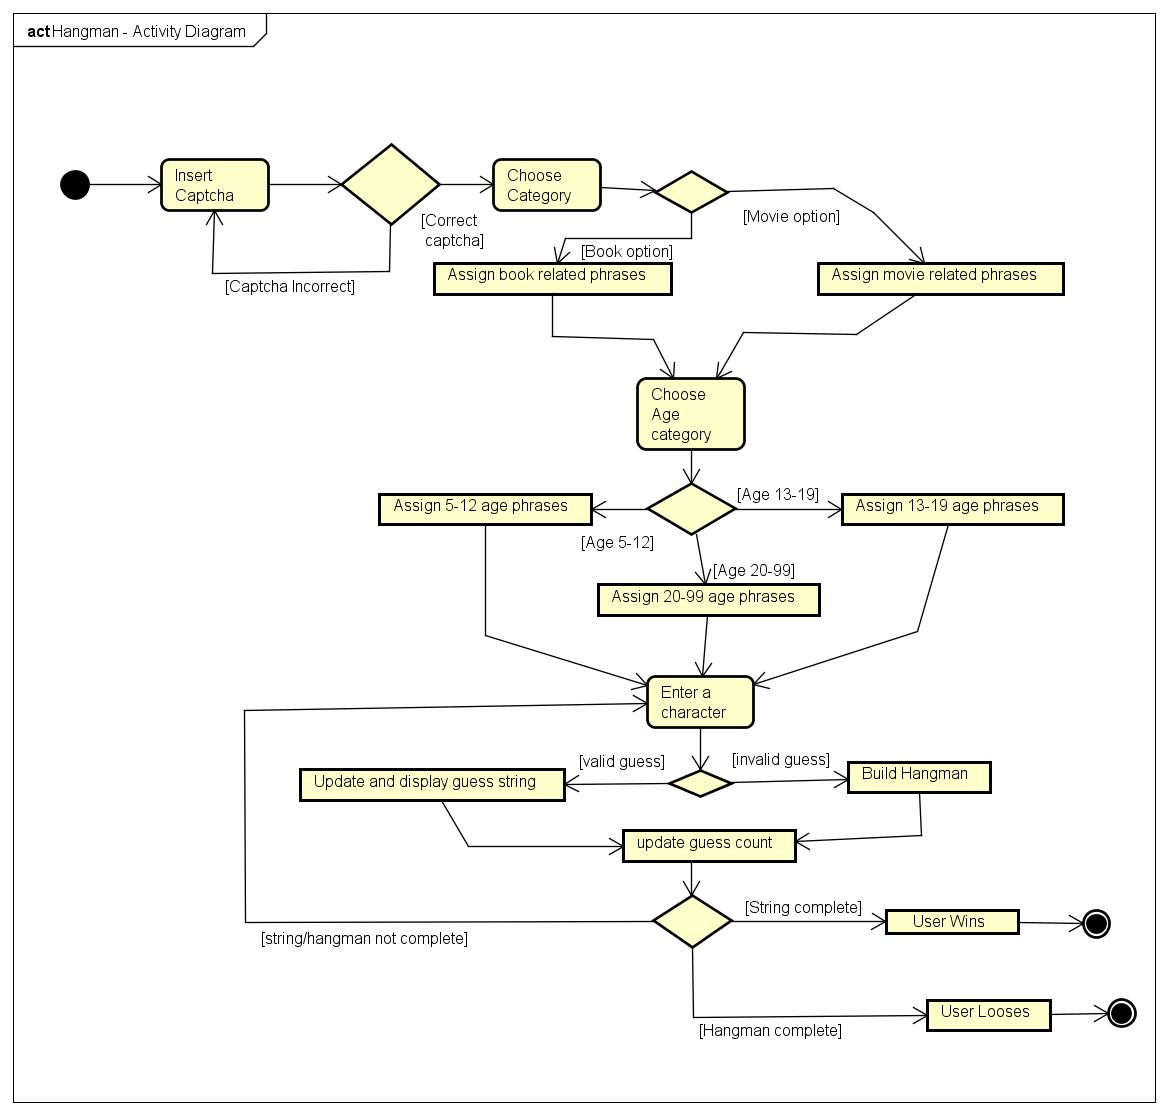 act Hangman - Activity Diagram
Insert
Captcha
Choose
Category
[Correct
captcha]
[Movie option]
[Book option]
[Captcha Incorrect]
Assign book related phrases
Assign movie related phrases
Choose
Age
category
[Age 13-19]
Assign 5-12 age phrases
Assign 13-19 age phrases
[Age 5-12]
[Age 20-99]
Assign 20-99 age phrases
Enter a
character
[valid guess]
[invalid guess]
Update and display guess string
Build Hangman
update guess count
[String complete]
User Wins
[string/hangman not complete]
User Looses
[Hangman complete]